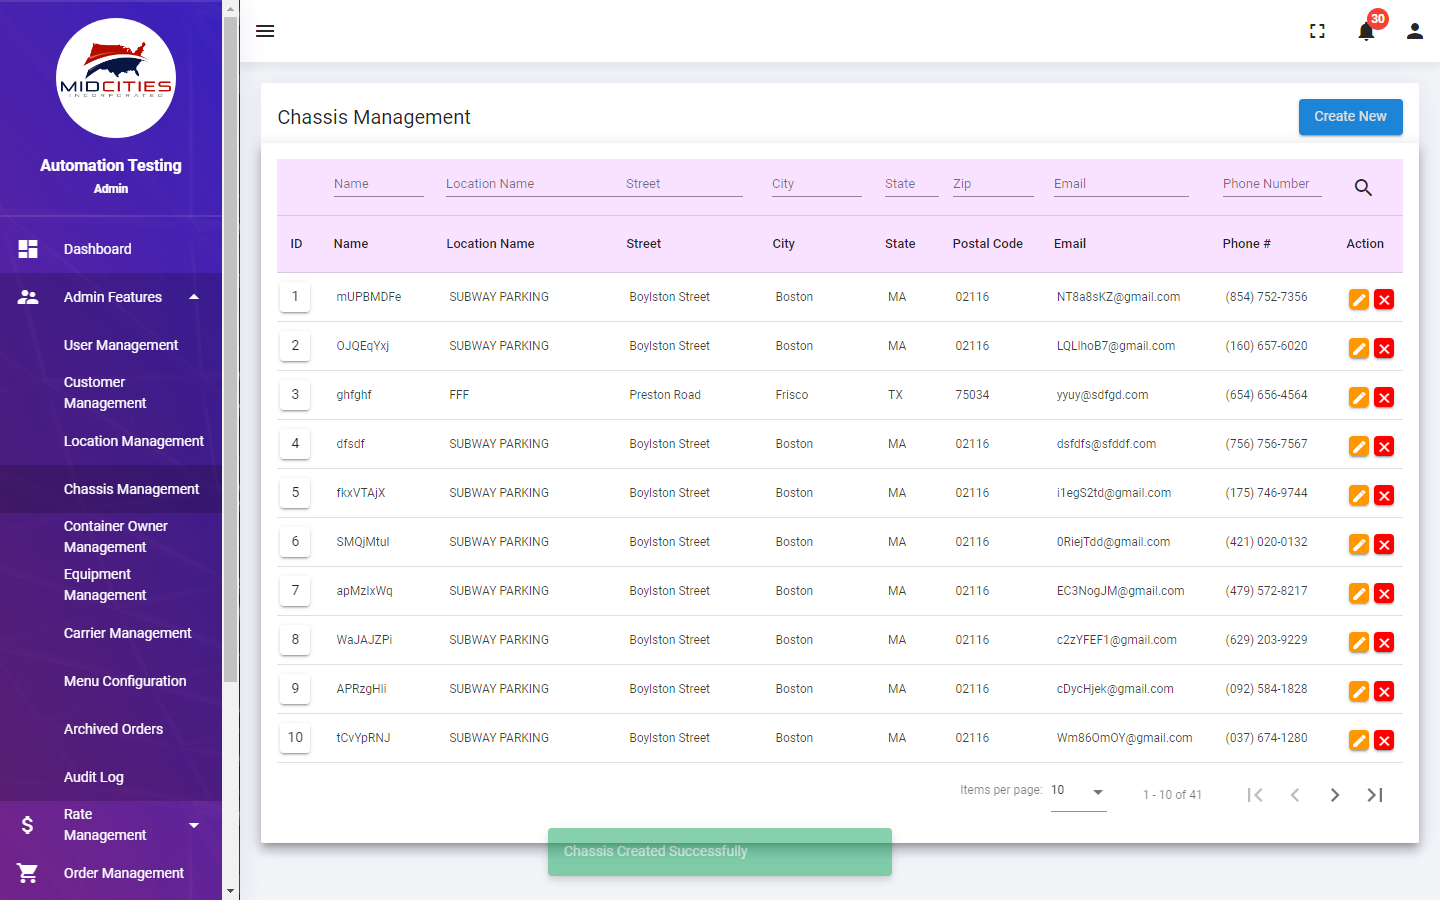 MIDCITIES
INCORPORATED
Automation Testing
Admin
Dashboard
Admin Features
User Management
Customer
Management
Location Management
Chassis Management
Container Owner
Management
Equipment
Management
Carrier Management
Menu Configuration
Archived Orders
Audit Log
Rate
Management
Order Management
30
Chassis Management
Create New
Name Location Name Street City State Zip Email Phone Number
ID Name Location Name Street City State Postal Code Email Phone # Action
1 mUPBMDFe SUBWAY PARKING Boylston Street Boston MA 02116 NT8a8sKZ@gmail.com (854) 752-7356
2 OJQEqYxj SUBWAY PARKING Boylston Street Boston MA 02116 LQLIhoB7@gmail.com (160) 657-6020
3 ghfghf FFF Preston Road Frisco TX 75034 yyuy@sdfgd.com (654) 656-4564
4 dfsdf SUBWAY PARKING Boylston Street Boston MA 02116 dsfdfs@sfddf.com (756) 756-7567
5 fkxVTAjX SUBWAY PARKING Boylston Street Boston MA 02116 i1egS2td@gmail.com (175) 746-9744
6 SMQjMtul SUBWAY PARKING Boylston Street Boston MA 02116 0RiejTdd@gmail.com (421) 020-0132
7 apMzIxWq SUBWAY PARKING Boylston Street Boston MA 02116 EC3NogJM@gmail.com (479) 572-8217
8 WaJAJZPi SUBWAY PARKING Boylston Street Boston MA 02116 c2zYFEF1@gmail.com (629) 203-9229
9 APRzgHli SUBWAY PARKING Boylston Street Boston MA 02116 cDycHjek@gmail.com (092) 584-1828
10 tCvYpRNJ SUBWAY PARKING Boylston Street Boston MA 02116 Wm86OmOY@gmail.com (037) 674-1280
Items per page: 10 1 - 10 of 41
Chassis Created Successfully